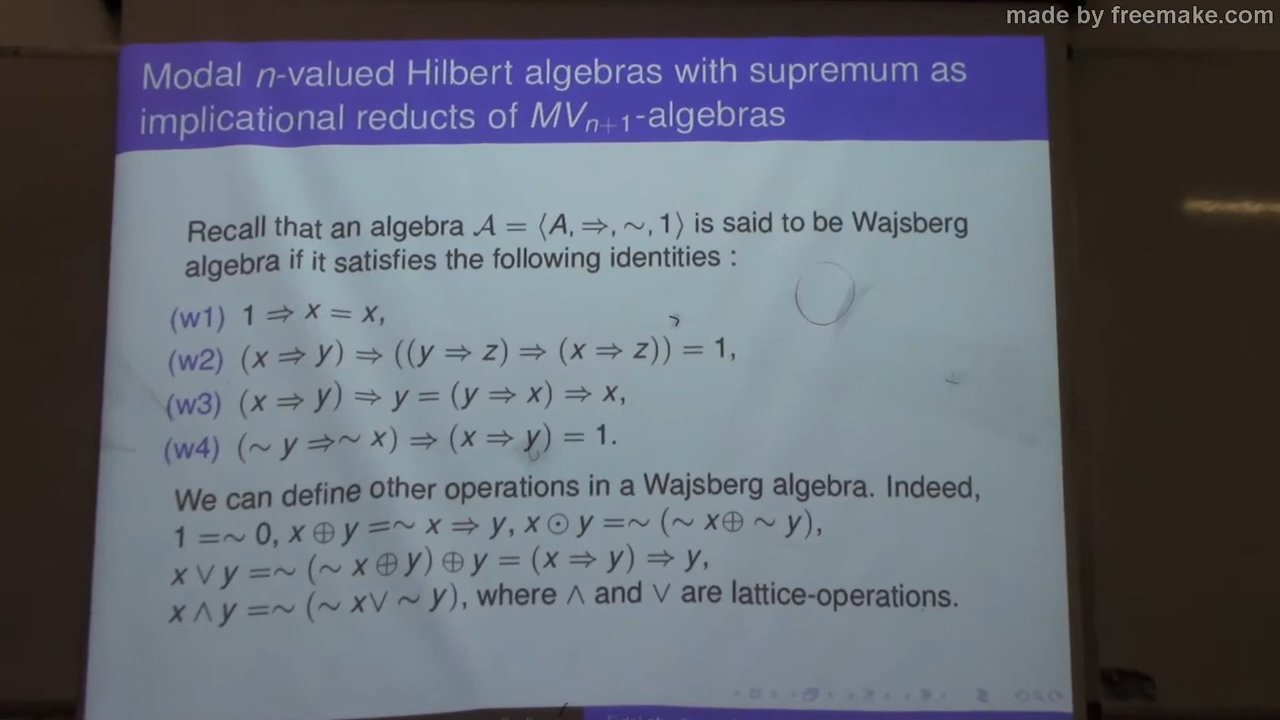 made by freemake.com
Modal n-valued Hilbert algebras with supremum as
implicational reducts of MVₙ₊₁-algebras
Recall that an algebra 𝒜 = ⟨A, ⇒, ∼, 1⟩ is said to be Wajsberg
algebra if it satisfies the following identities :
(w1) 1 ⇒ x = x,
(w2) (x ⇒ y) ⇒ ((y ⇒ z) ⇒ (x ⇒ z)) = 1,
(w3) (x ⇒ y) ⇒ y = (y ⇒ x) ⇒ x,
(w4) (∼ y ⇒∼ x) ⇒ (x ⇒ y) = 1.
We can define other operations in a Wajsberg algebra. Indeed,
1 =∼ 0, x ⊕ y =∼ x ⇒ y, x ⊙ y =∼ (∼ x⊕ ∼ y),
x ∨ y =∼ (∼ x ⊕ y) ⊕ y = (x ⇒ y) ⇒ y,
x ∧ y =∼ (∼ x∨ ∼ y), where ∧ and ∨ are lattice-operations.